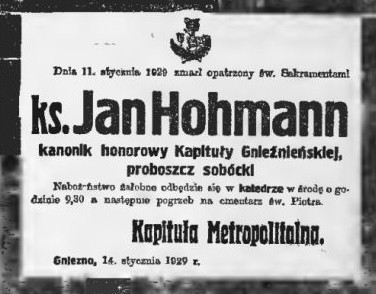 Dnia 11. stycznia 1929 zmarł opatrzony św. Sakramentami
ks. Jan Hohmann
kanonik honorowy Kapituły Gnieźnieńskiej,
proboszcz sobócki
Naboż-ństwo żałobne odbędzie się w katedrze w środę o go-
dzinie 9,30 a następnie pogrzeb na cmentarz św. Piotra.
Kapituła Metropolitalna.
Gniezno, 14. stycznia 1929 r.